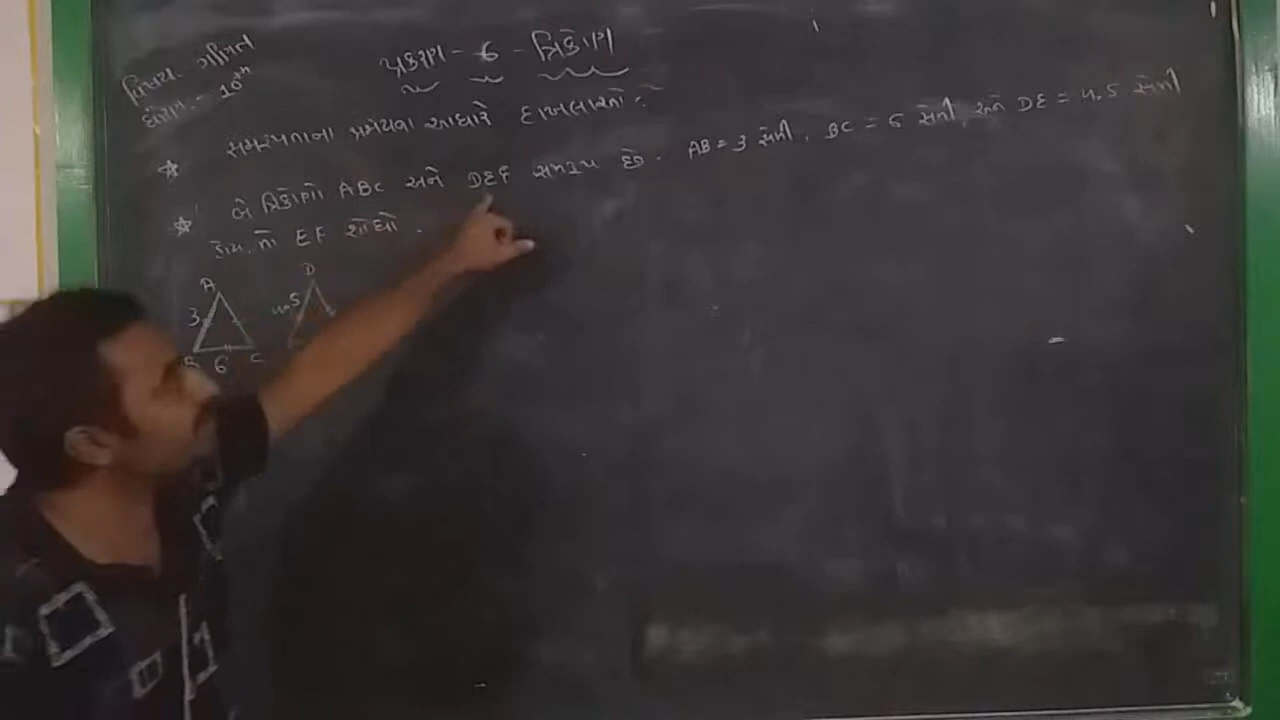 વિષય - ગણિત
ધોરણ :- 10th
પ્રકરણ - 6 - ત્રિકોણ
* સમરૂપતાના પ્રમેયના આધારે દાખલાઓ :-
* બે ત્રિકોણો ABC અને DEF સમરૂપ છે. AB = 3 સેમી, BC = 6 સેમી, અને DE = 4.5 સેમી
હોય, તો EF શોધો.
A D
3 4.5
B 6 C